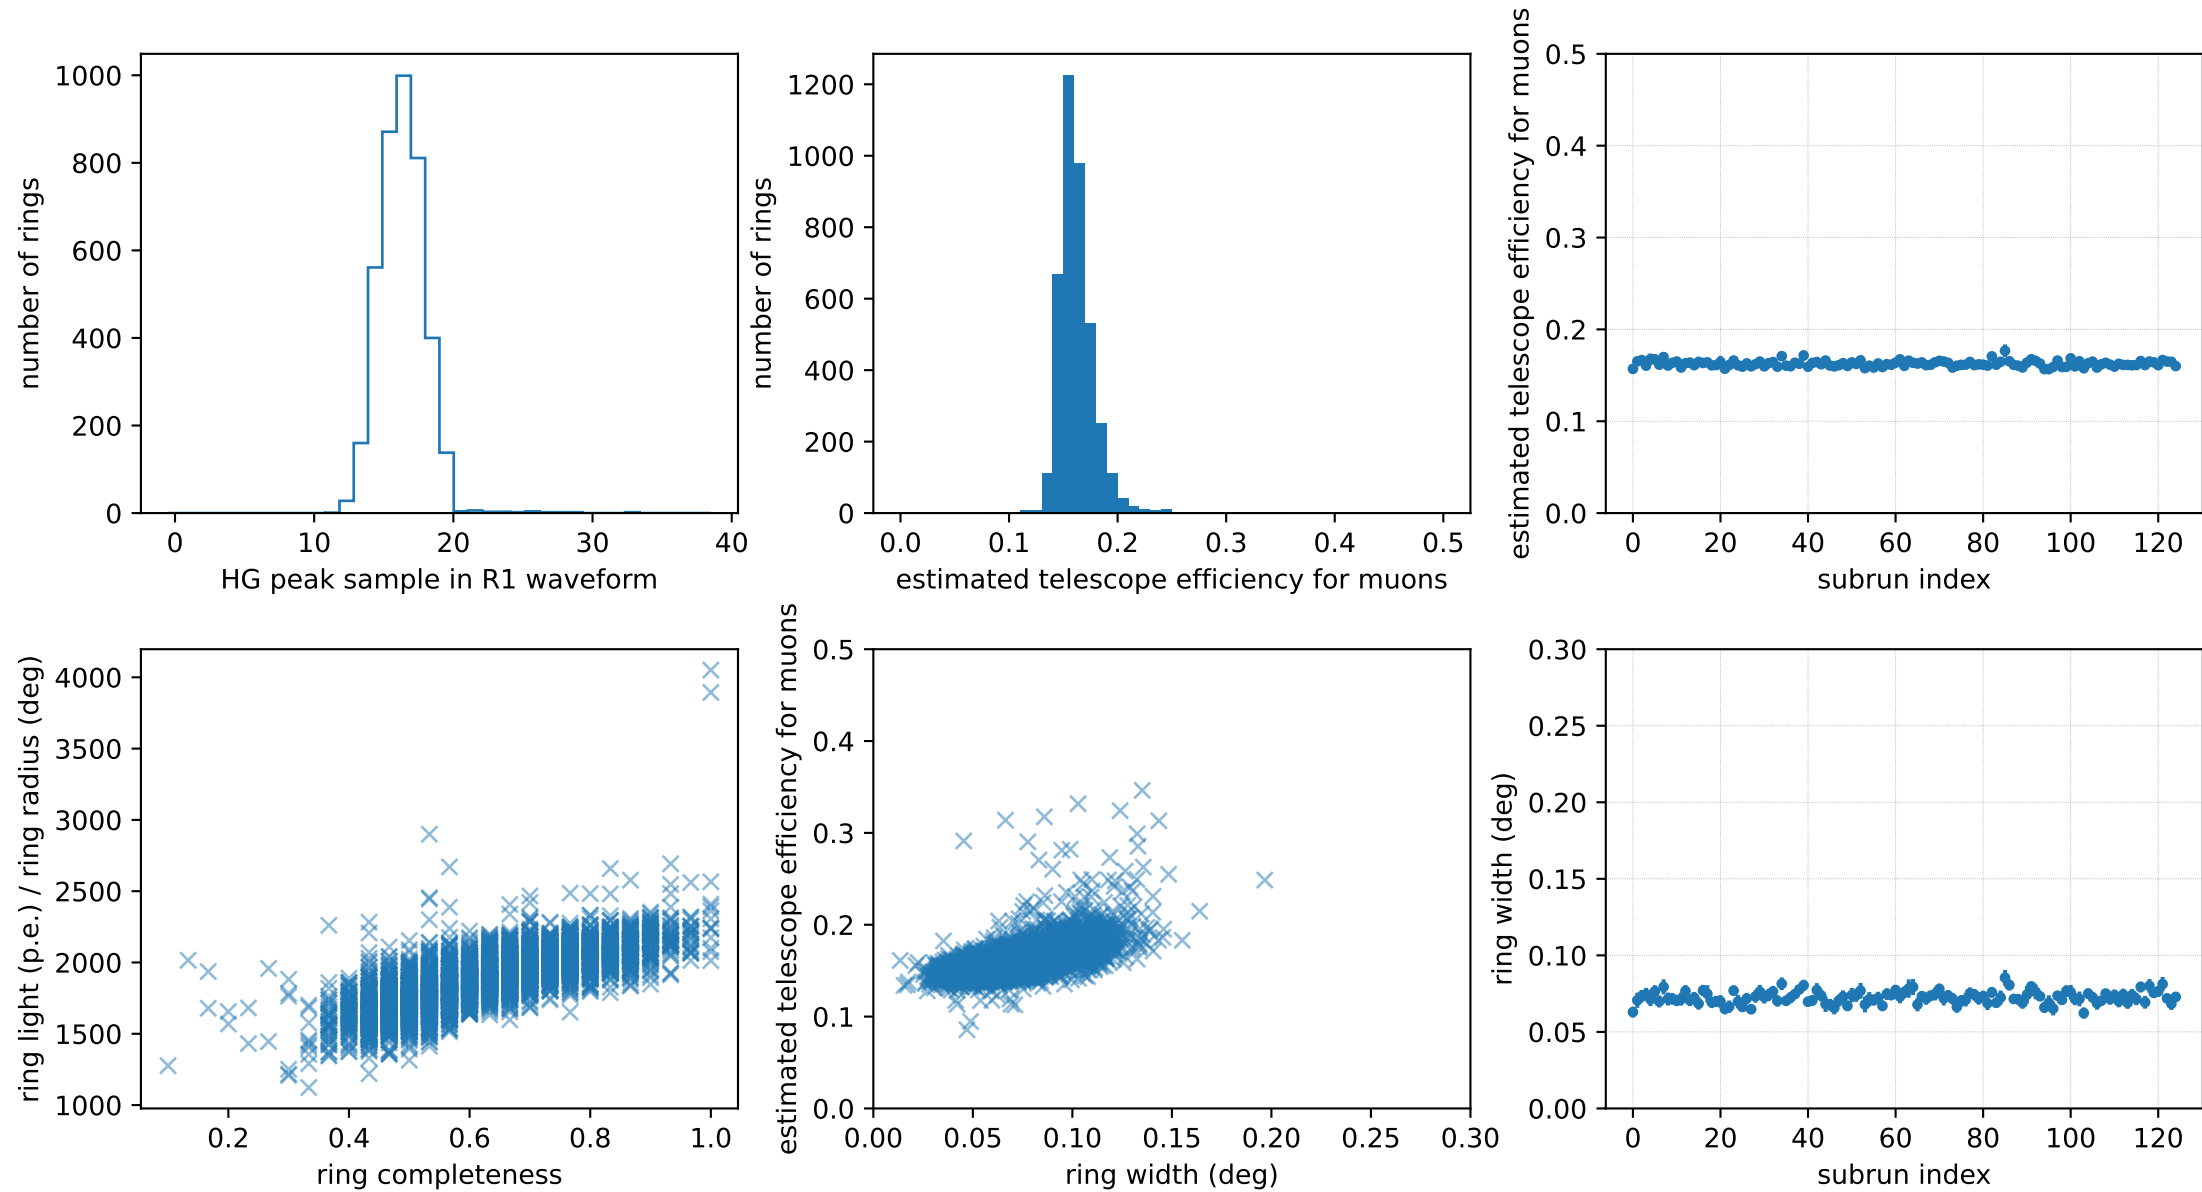 1000
800
600
400
200
0
number of rings
0 10 20 30 40
HG peak sample in R1 waveform
1200
1000
800
600
400
200
0
number of rings
0.0 0.1 0.2 0.3 0.4 0.5
estimated telescope efficiency for muons
0.5
0.4
0.3
0.2
0.1
0.0
estimated telescope efficiency for muons
0 20 40 60 80 100 120
subrun index
4000
3500
3000
2500
2000
1500
1000
ring light (p.e.) / ring radius (deg)
0.2 0.4 0.6 0.8 1.0
ring completeness
0.5
0.4
0.3
0.2
0.1
0.0
estimated telescope efficiency for muons
0.00 0.05 0.10 0.15 0.20 0.25 0.30
ring width (deg)
0.30
0.25
0.20
0.15
0.10
0.05
0.00
ring width (deg)
0 20 40 60 80 100 120
subrun index